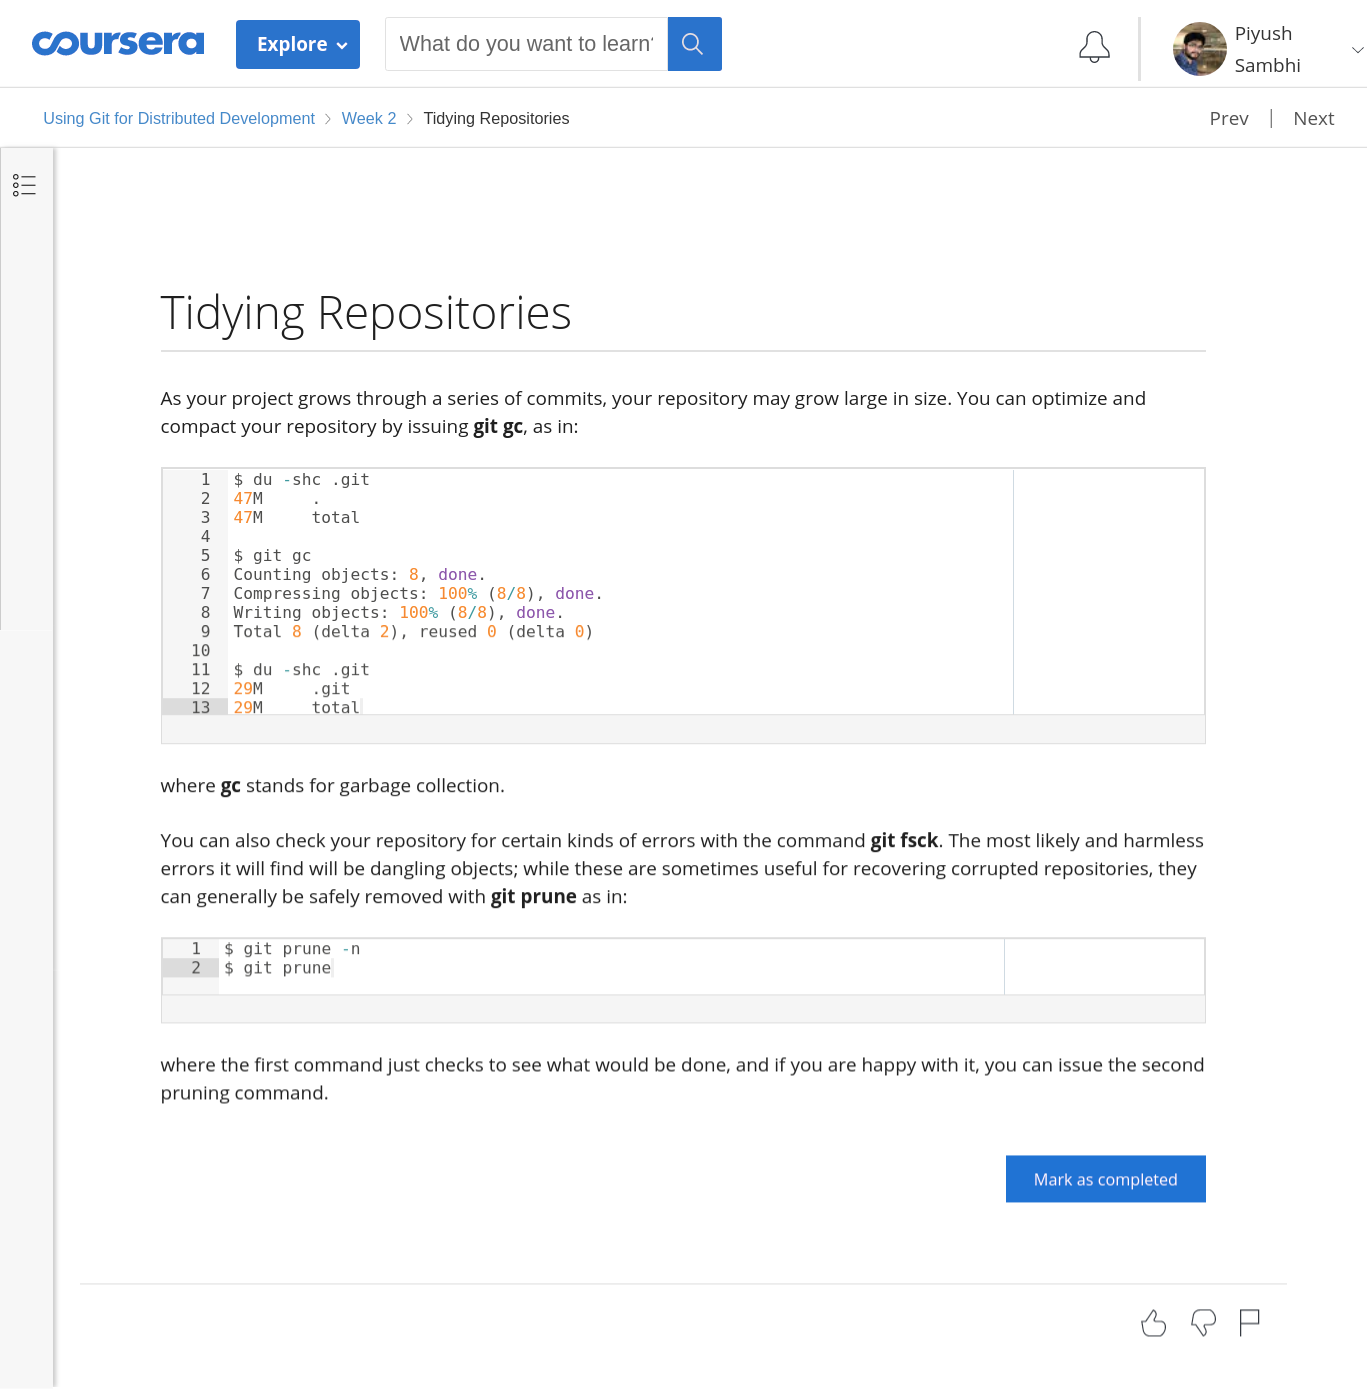 coursera
Explore
What do you want to learn?
Piyush
Sambhi
Using Git for Distributed Development
Week 2
Tidying Repositories
Prev | Next
Tidying Repositories
As your project grows through a series of commits, your repository may grow large in size. You can optimize and
compact your repository by issuing git gc, as in:
1 $ du -shc .git
2 47M     .
3 47M     total
4
5 $ git gc
6 Counting objects: 8, done.
7 Compressing objects: 100% (8/8), done.
8 Writing objects: 100% (8/8), done.
9 Total 8 (delta 2), reused 0 (delta 0)
10
11 $ du -shc .git
12 29M     .git
13 29M     total
where gc stands for garbage collection.
You can also check your repository for certain kinds of errors with the command git fsck. The most likely and harmless
errors it will find will be dangling objects; while these are sometimes useful for recovering corrupted repositories, they
can generally be safely removed with git prune as in:
1 $ git prune -n
2 $ git prune
where the first command just checks to see what would be done, and if you are happy with it, you can issue the second
pruning command.
Mark as completed